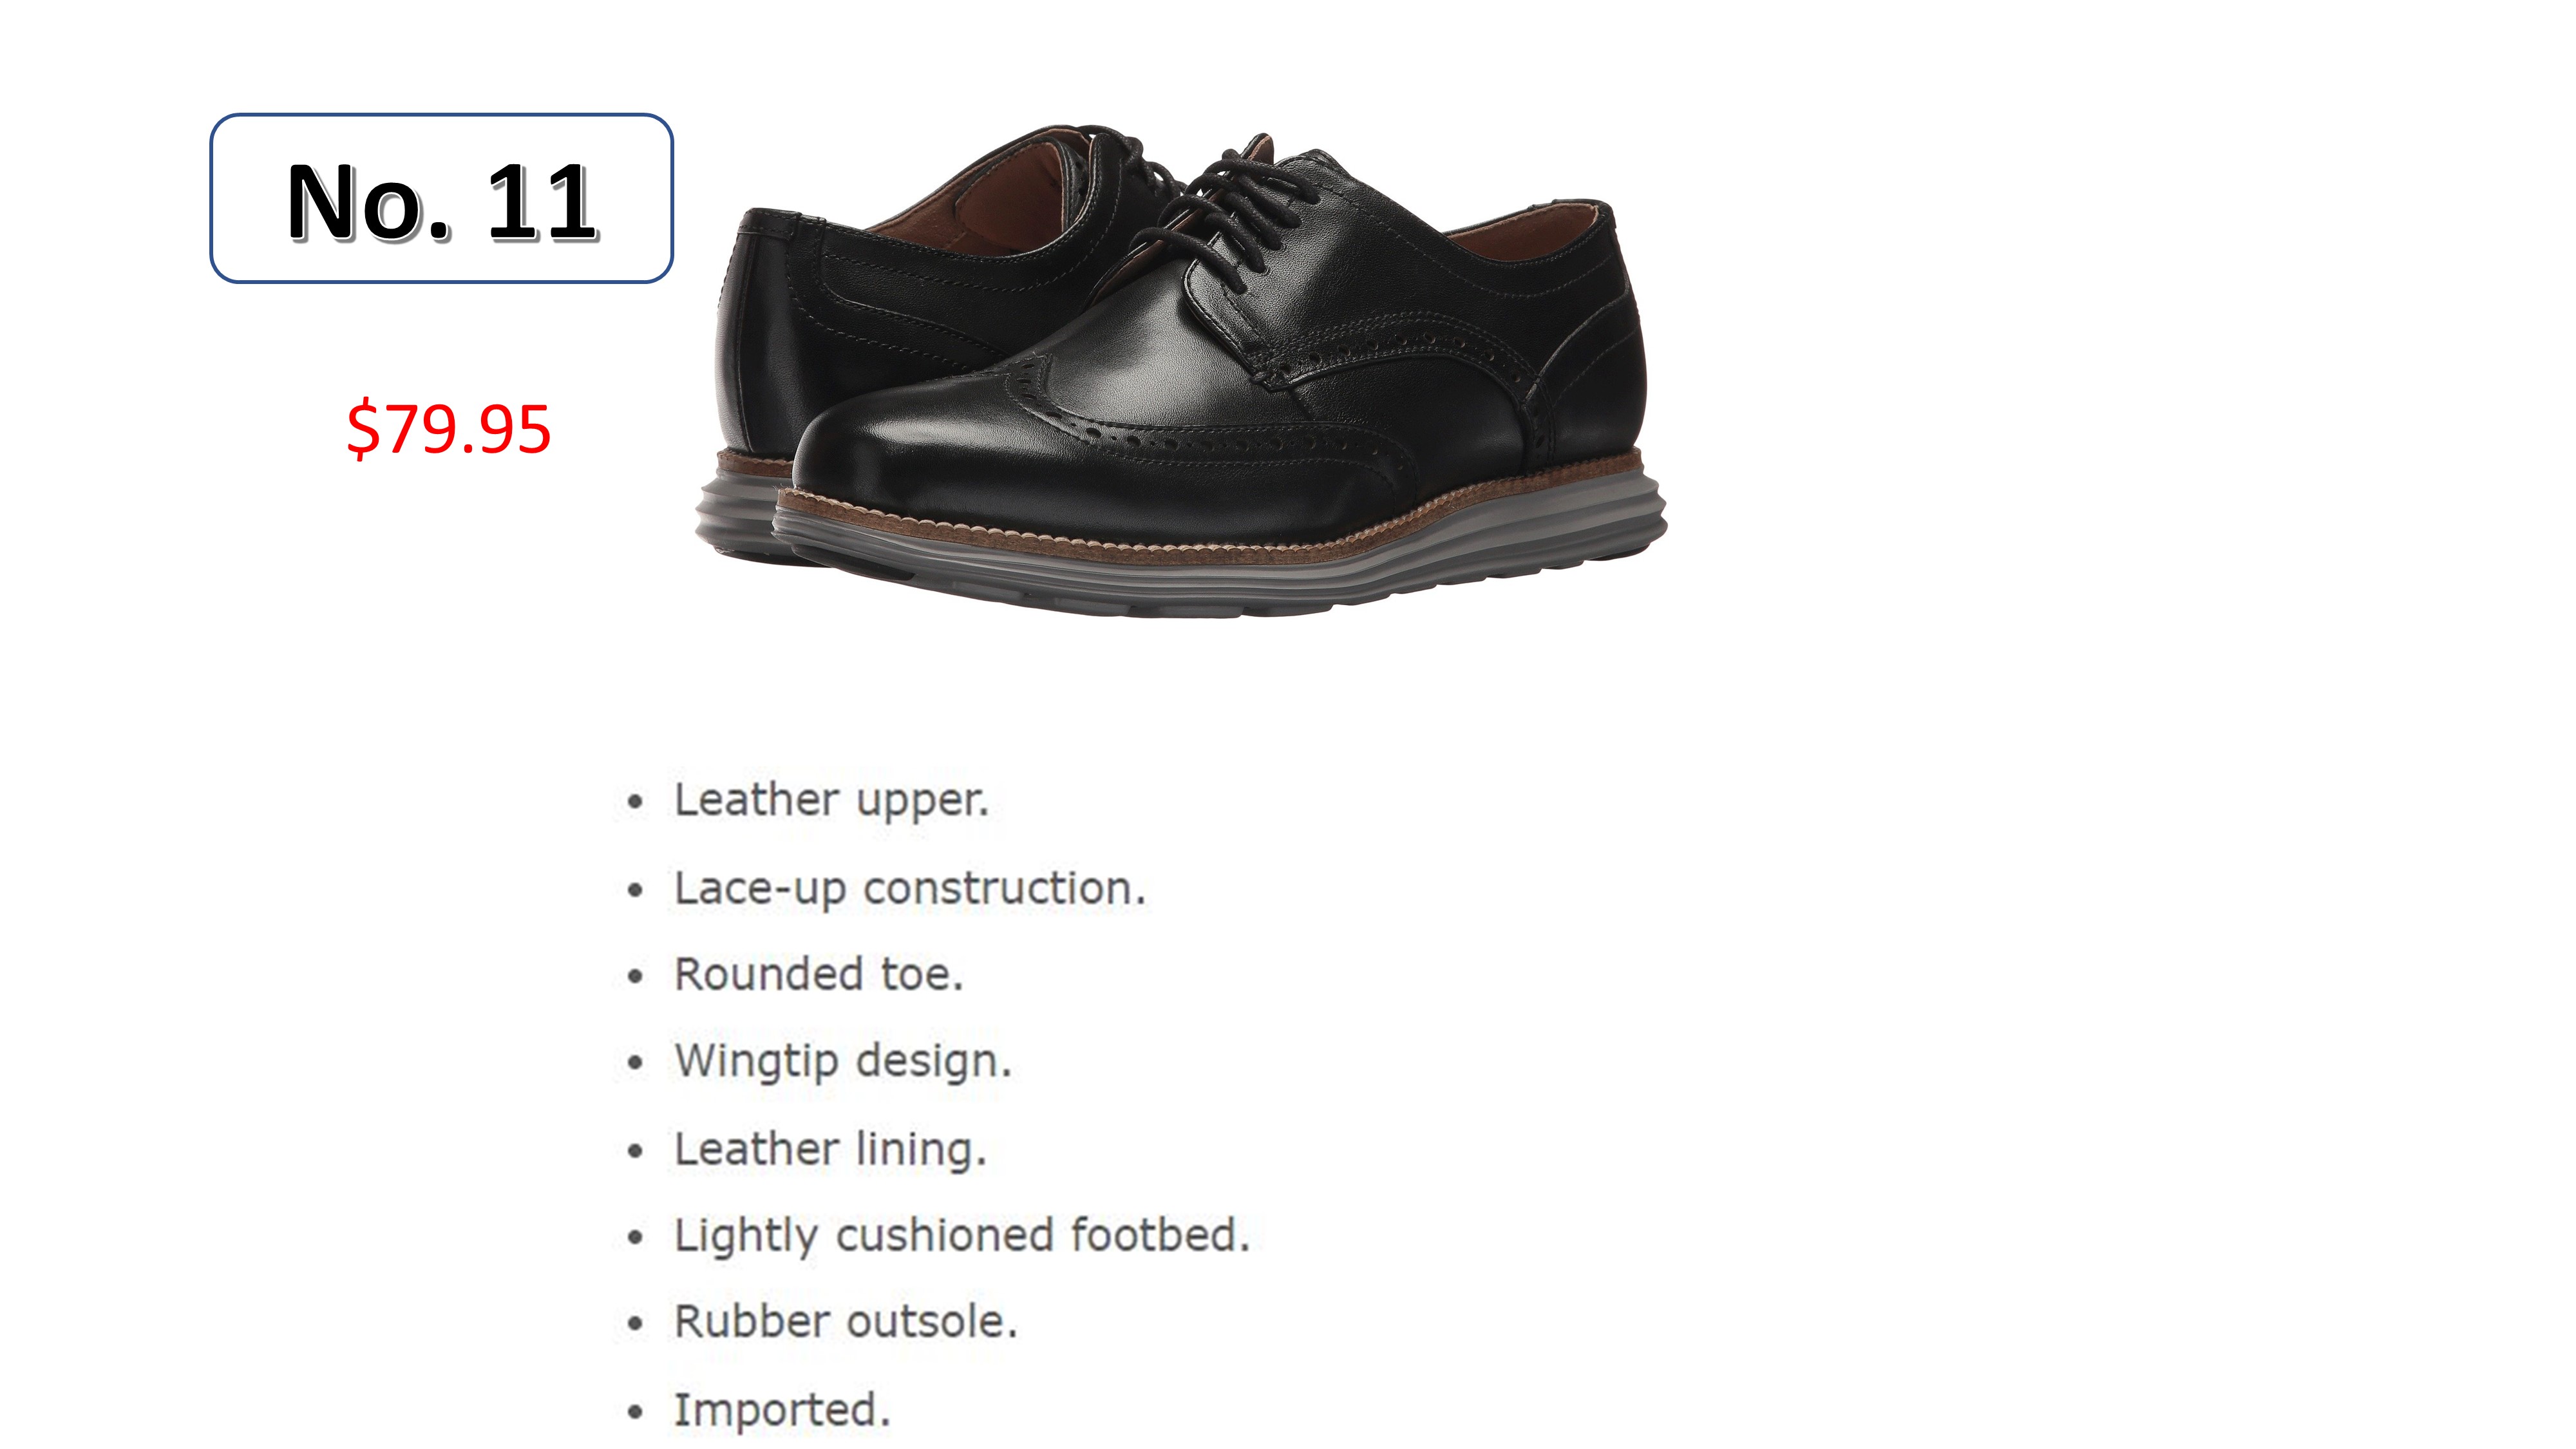 No. 11
$79.95
• Leather upper.
• Lace-up construction.
• Rounded toe.
• Wingtip design.
• Leather lining.
• Lightly cushioned footbed.
• Rubber outsole.
• Imported.